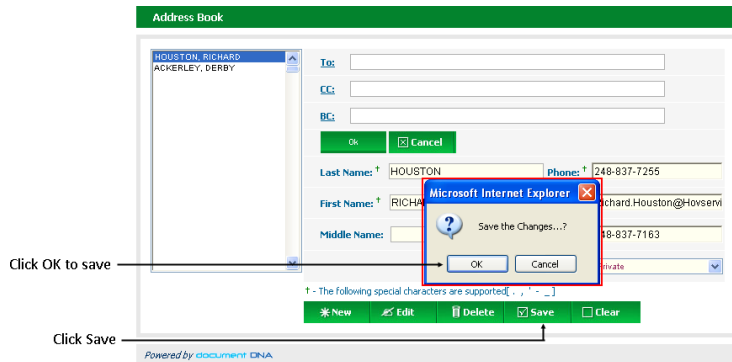 Address Book
HOUSTON, RICHARD
ACKERLEY, DERBY
To:
CC:
BC:
Ok Cancel
Last Name: † HOUSTON Phone: † 248-837-7255
Microsoft Internet Explorer
First Name: † RICHA ichard.Houston@Hovservi
Save the Changes...?
Middle Name: 48-837-7163
Click OK to save
OK Cancel
Private
† - The following special characters are supported[ . , ' - _ ]
New Edit Delete Save Clear
Click Save
Powered by document DNA